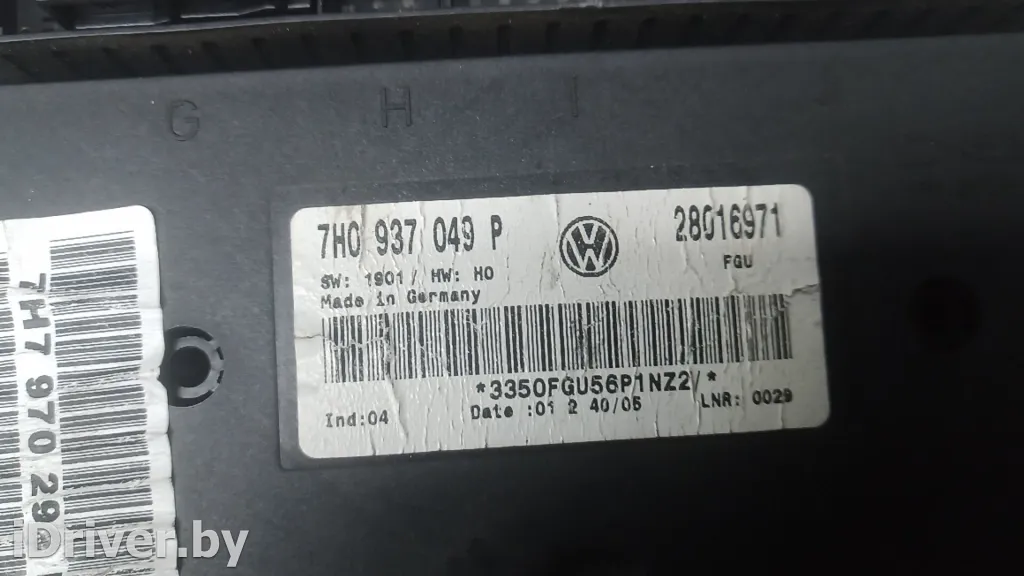 G H I
7H0 937 049 P
28016971
SW: 1901 / HW: H0
FGU
Made in Germany
*3350FGU56P1NZ2/*
Ind:04
Date :01 2 40/05
LNR: 0029
7H7 970 29
iDriver.by